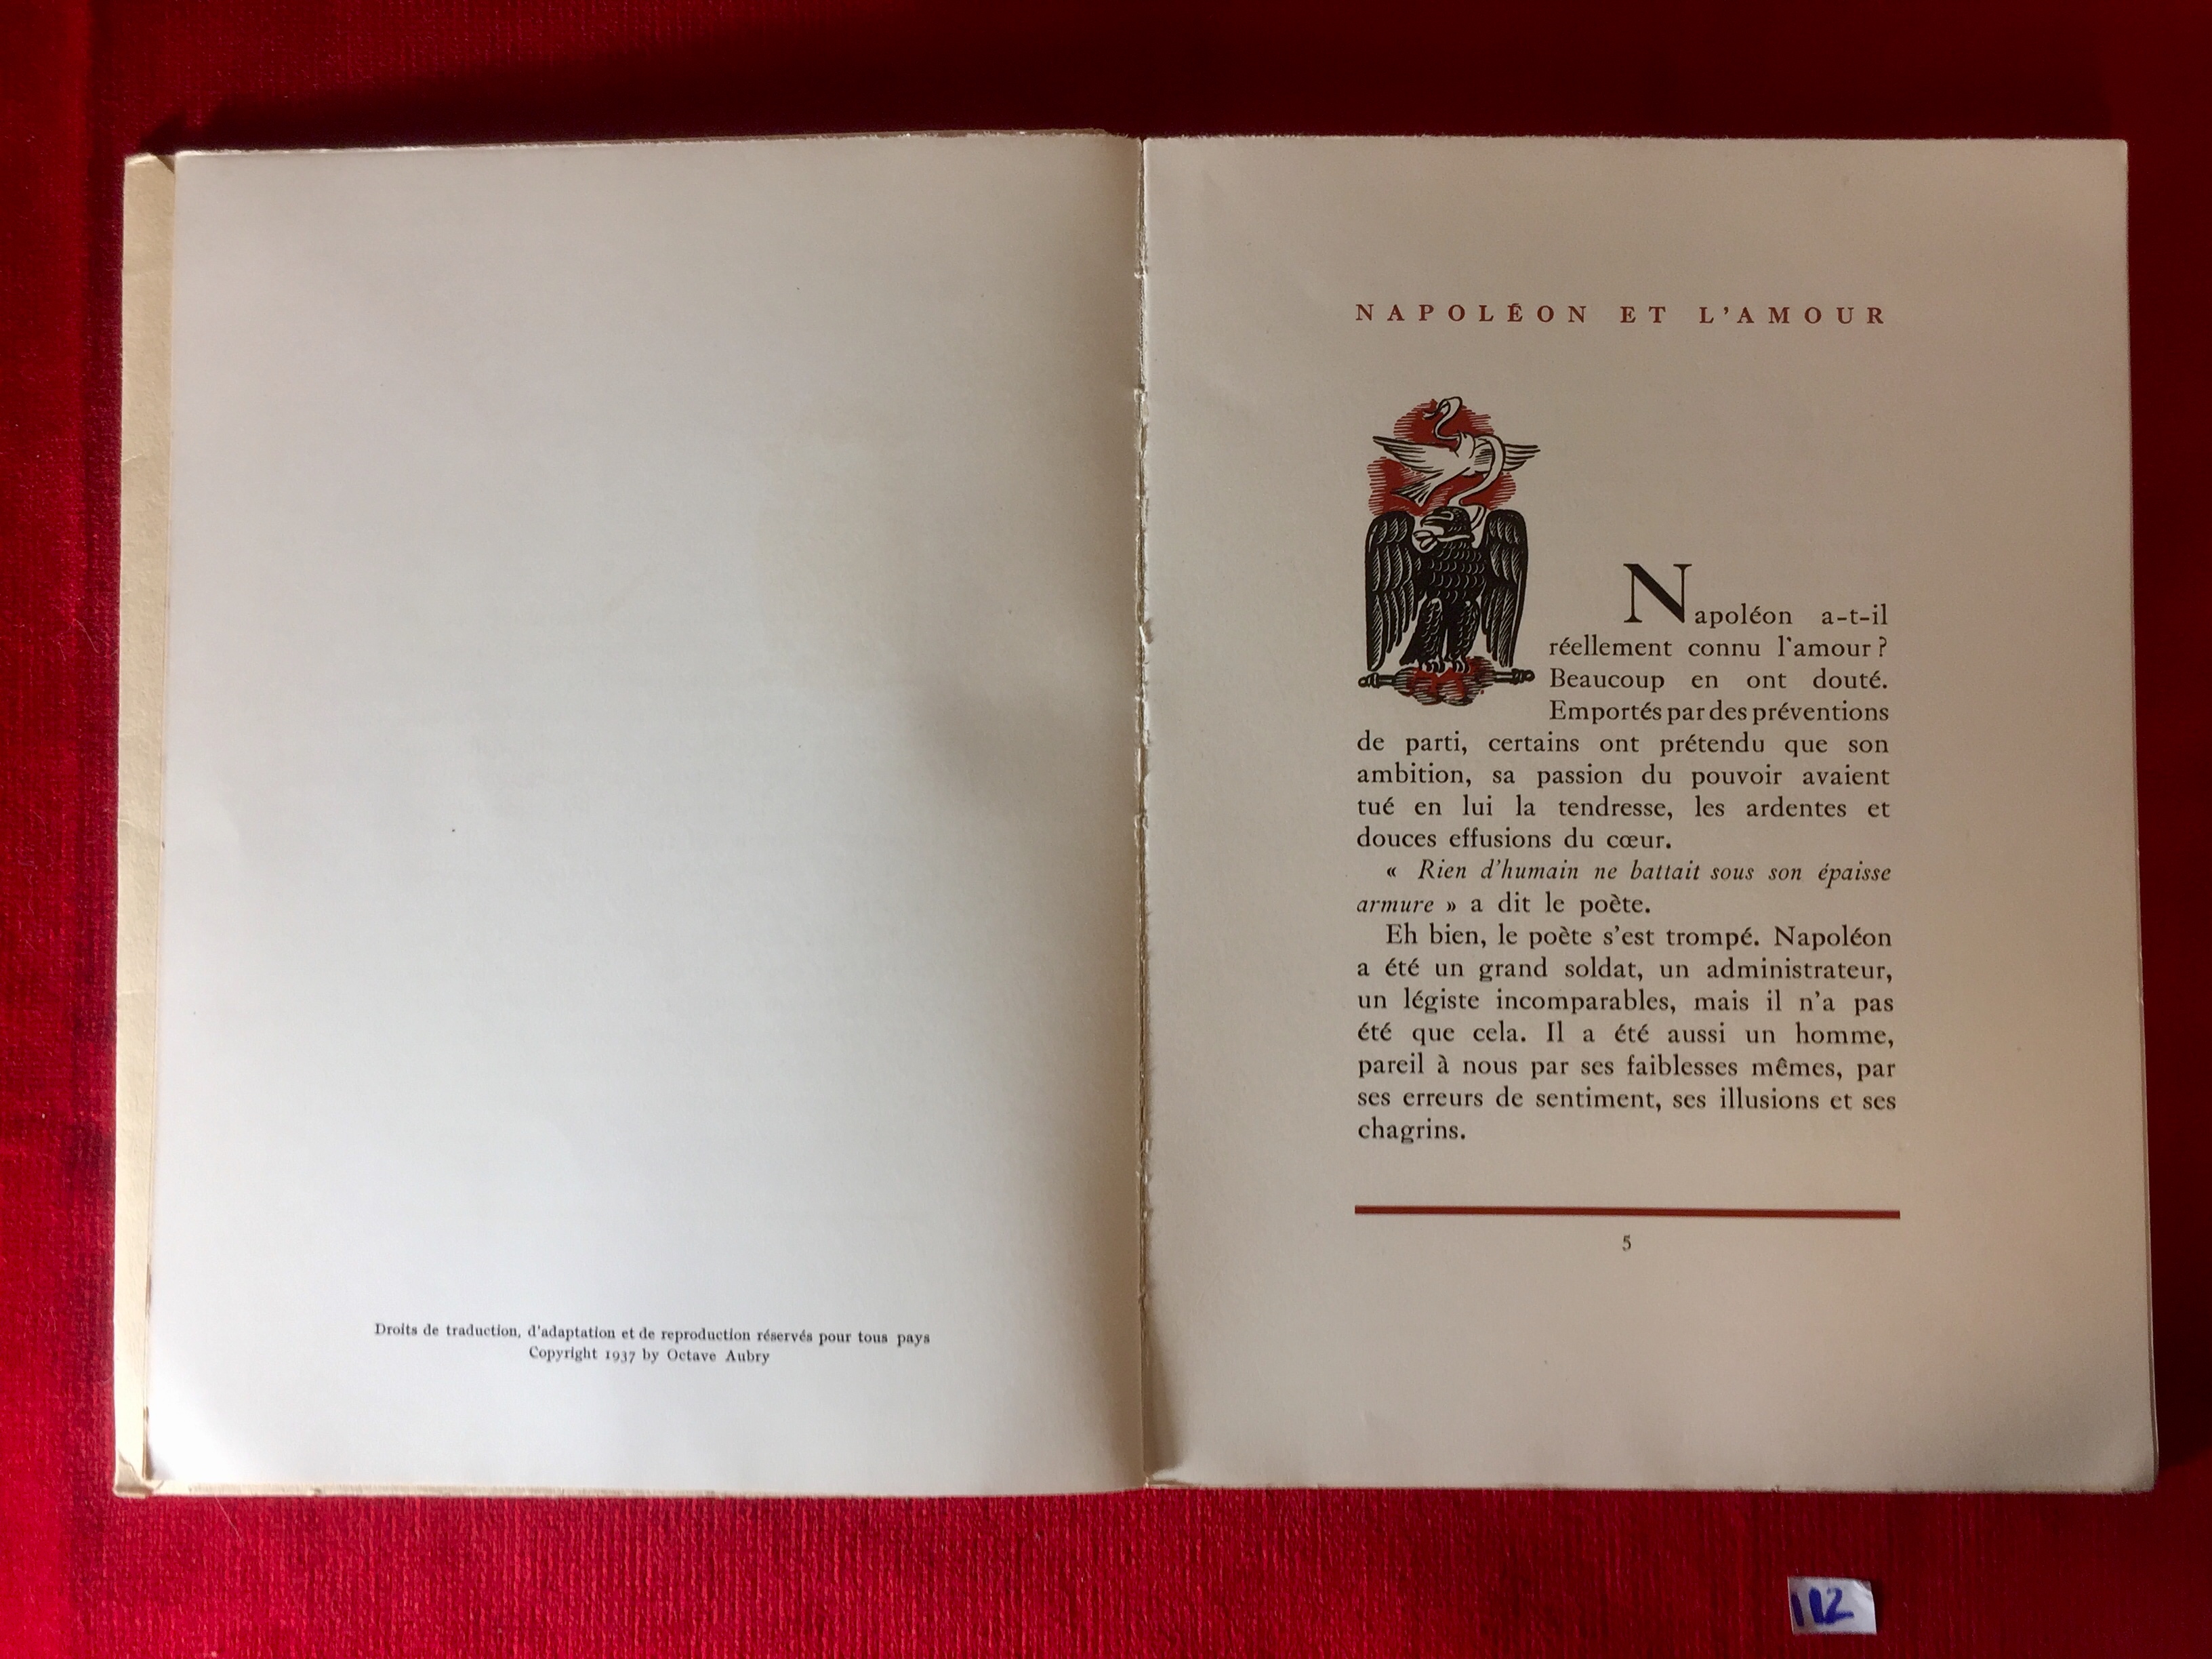 Droits de traduction, d'adaptation et de reproduction réservés pour tous pays
Copyright 1937 by Octave Aubry
NAPOLÉON ET L'AMOUR
Napoléon a-t-il
réellement connu l'amour ?
Beaucoup en ont douté.
Emportés par des préventions
de parti, certains ont prétendu que son
ambition, sa passion du pouvoir avaient
tué en lui la tendresse, les ardentes et
douces effusions du cœur.
« Rien d'humain ne battait sous son épaisse
armure » a dit le poète.
Eh bien, le poète s'est trompé. Napoléon
a été un grand soldat, un administrateur,
un légiste incomparables, mais il n'a pas
été que cela. Il a été aussi un homme,
pareil à nous par ses faiblesses mêmes, par
ses erreurs de sentiment, ses illusions et ses
chagrins.
5
112